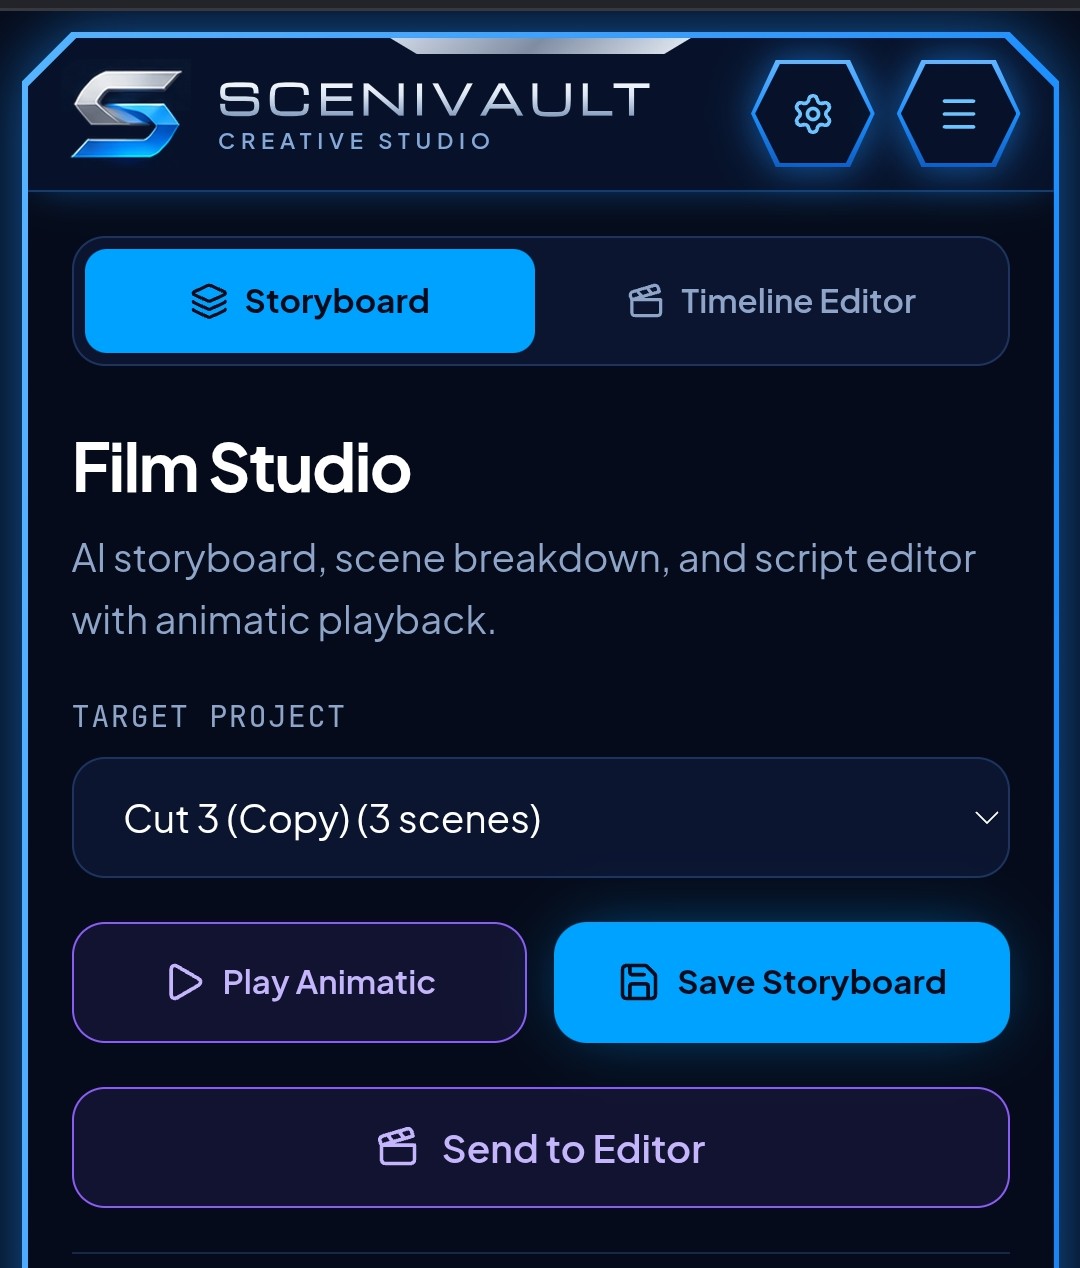 SCENIVAULT
CREATIVE STUDIO
Storyboard
Timeline Editor
Film Studio
AI storyboard, scene breakdown, and script editor
with animatic playback.
TARGET PROJECT
Cut 3 (Copy) (3 scenes)
Play Animatic
Save Storyboard
Send to Editor